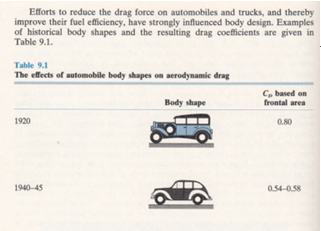 Efforts to reduce the drag force on automobiles and trucks, and thereby
improve their fuel efficiency, have strongly influenced body design. Examples
of historical body shapes and the resulting drag coefficients are given in
Table 9.1.
Table 9.1
The effects of automobile body shapes on aerodynamic drag
Body shape
C_D based on
frontal area
1920
0.80
1940-45
0.54-0.58